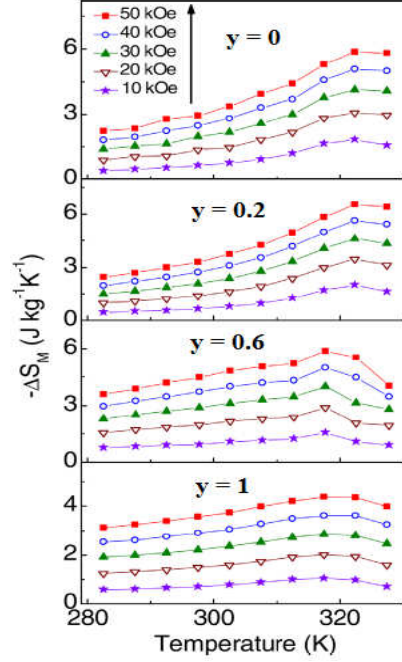 -ΔS_M (J kg⁻¹K⁻¹)
50 kOe
40 kOe
30 kOe
20 kOe
10 kOe
y = 0
6
3
0
y = 0.2
6
3
0
y = 0.6
6
3
0
y = 1
4
2
0
280 300 320
Temperature (K)